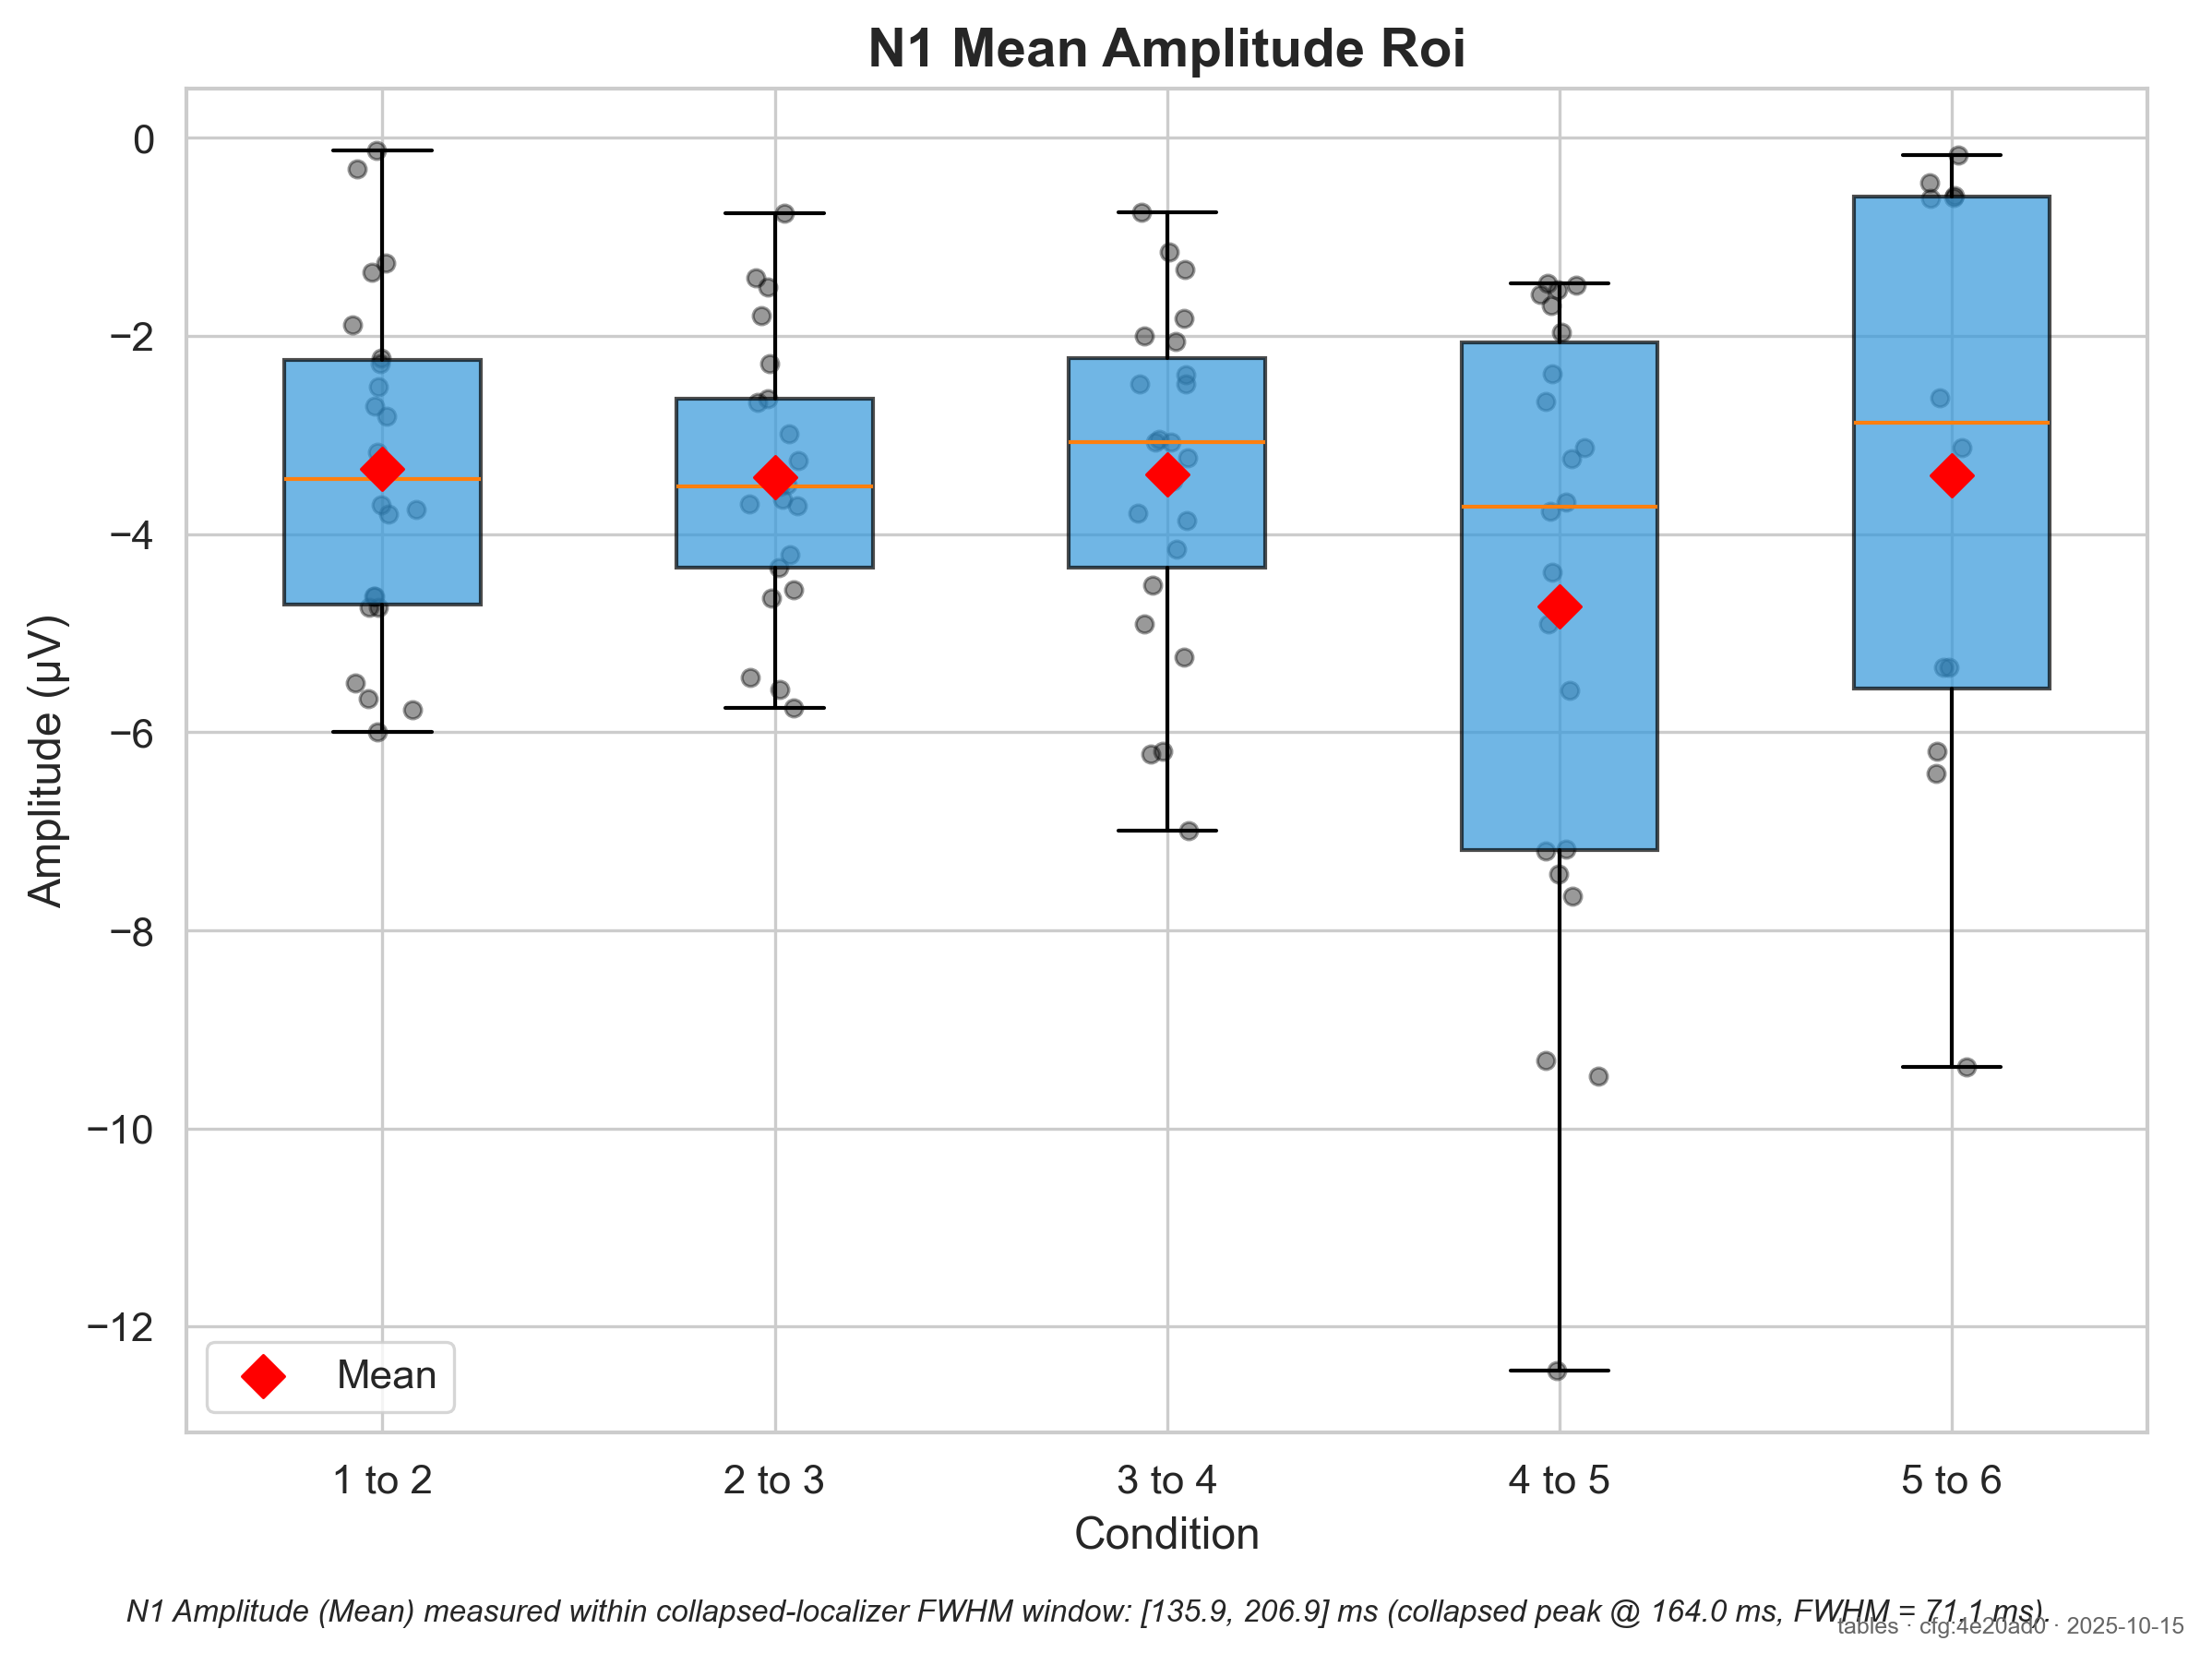 N1 Mean Amplitude Roi
Amplitude (µV)
0
−2
−4
−6
−8
−10
−12
Mean
1 to 2
2 to 3
3 to 4
4 to 5
5 to 6
Condition
N1 Amplitude (Mean) measured within collapsed-localizer FWHM window: [135.9, 206.9] ms (collapsed peak @ 164.0 ms, FWHM = 71.1 ms).
tables · cfg:4e20ad0 · 2025-10-15